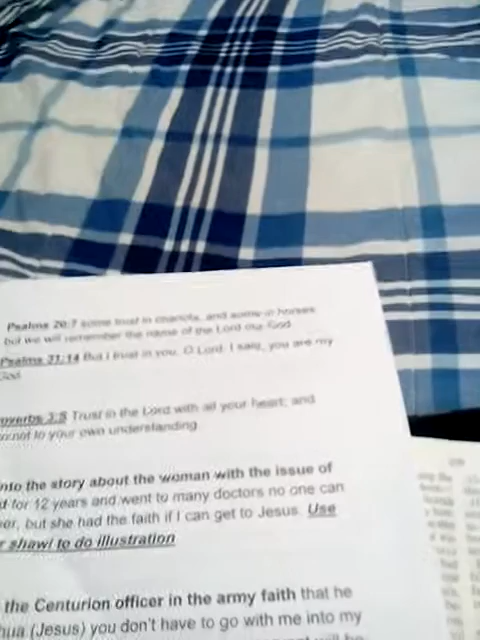 Psalms 20:7 some trust in chariots, and some in horses
but we will remember the name of the Lord our God
Psalms 31:14 But I trust in you, O Lord. I said, you are my
God
overbs 3:5 Trust in the Lord with all your heart; and
not to your own understanding
nto the story about the woman with the issue of
d for 12 years and went to many doctors no one can
er, but she had the faith if I can get to Jesus. Use
r shawl to do illustration
the Centurion officer in the army faith that he
hua (Jesus) you don't have to go with me into my